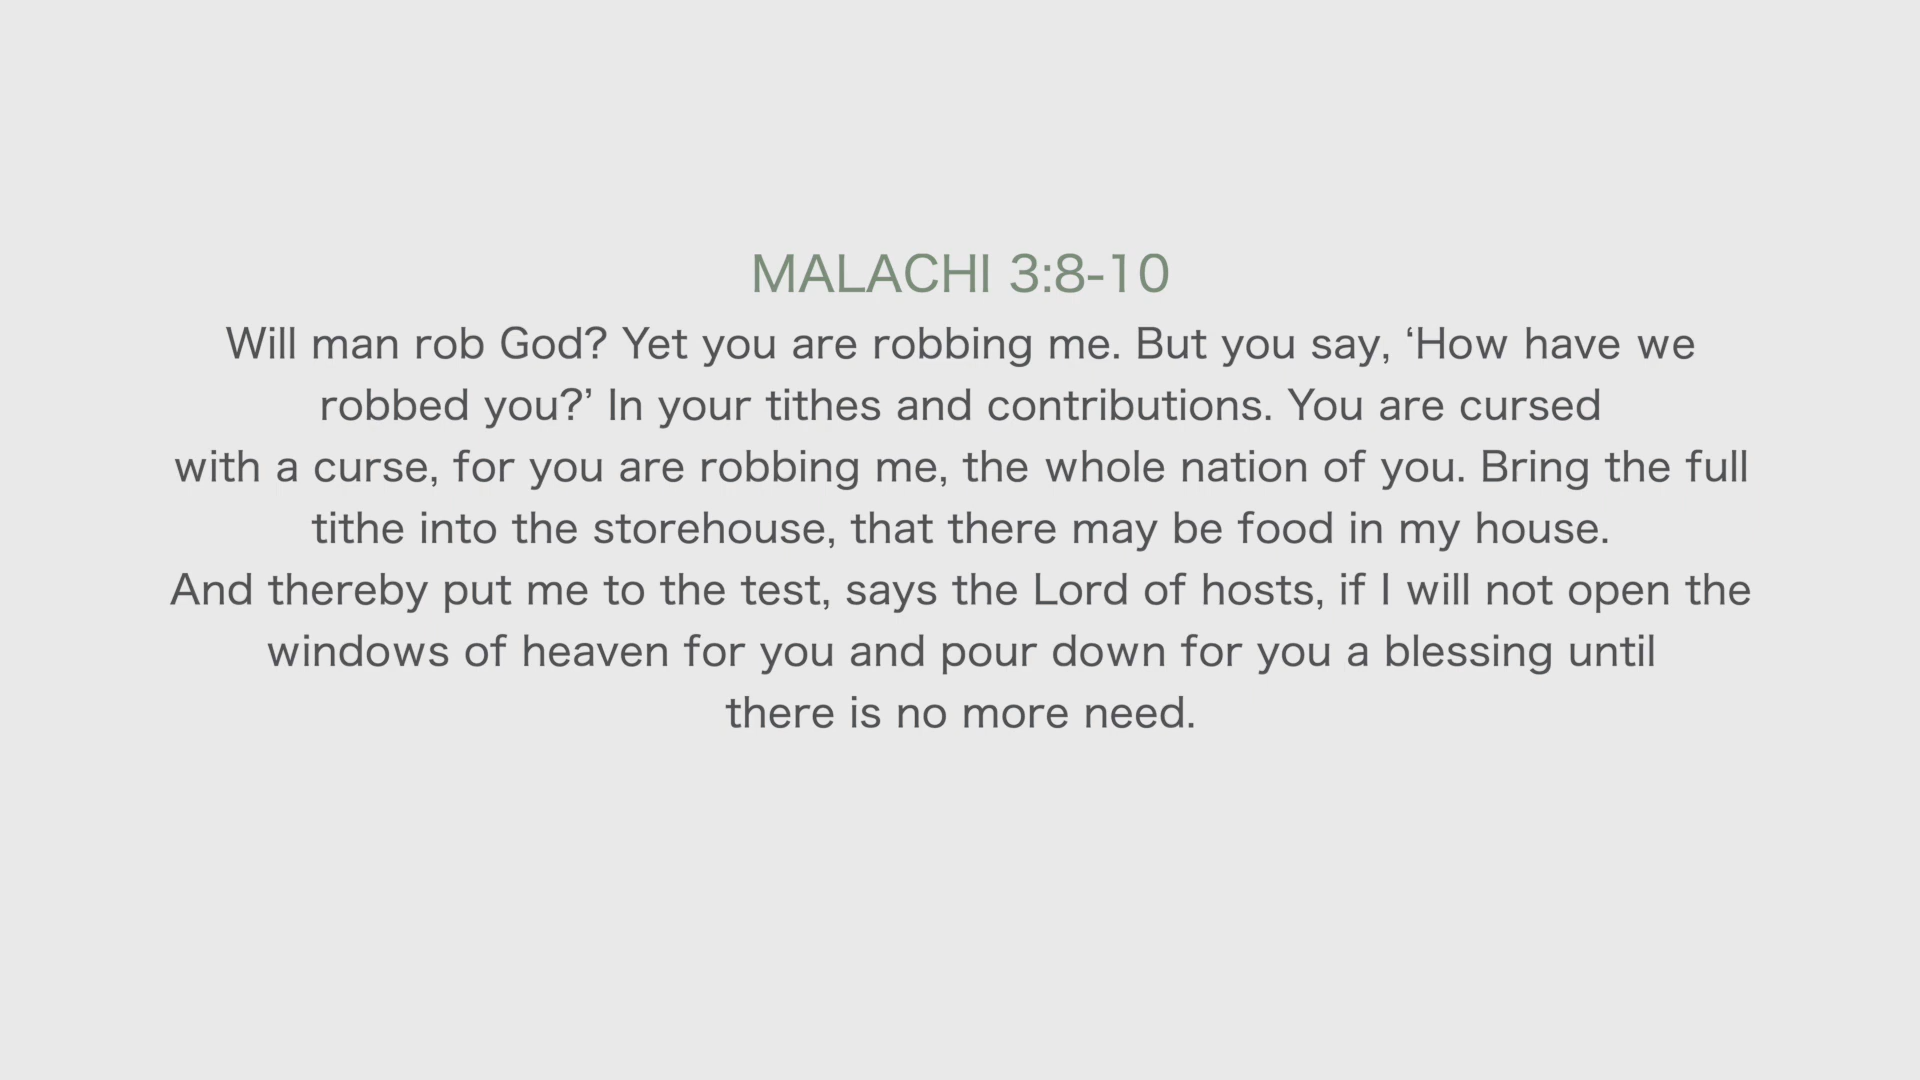 MALACHI 3:8-10
Will man rob God? Yet you are robbing me. But you say, ‘How have we
robbed you?’ In your tithes and contributions. You are cursed
with a curse, for you are robbing me, the whole nation of you. Bring the full
tithe into the storehouse, that there may be food in my house.
And thereby put me to the test, says the Lord of hosts, if I will not open the
windows of heaven for you and pour down for you a blessing until
there is no more need.